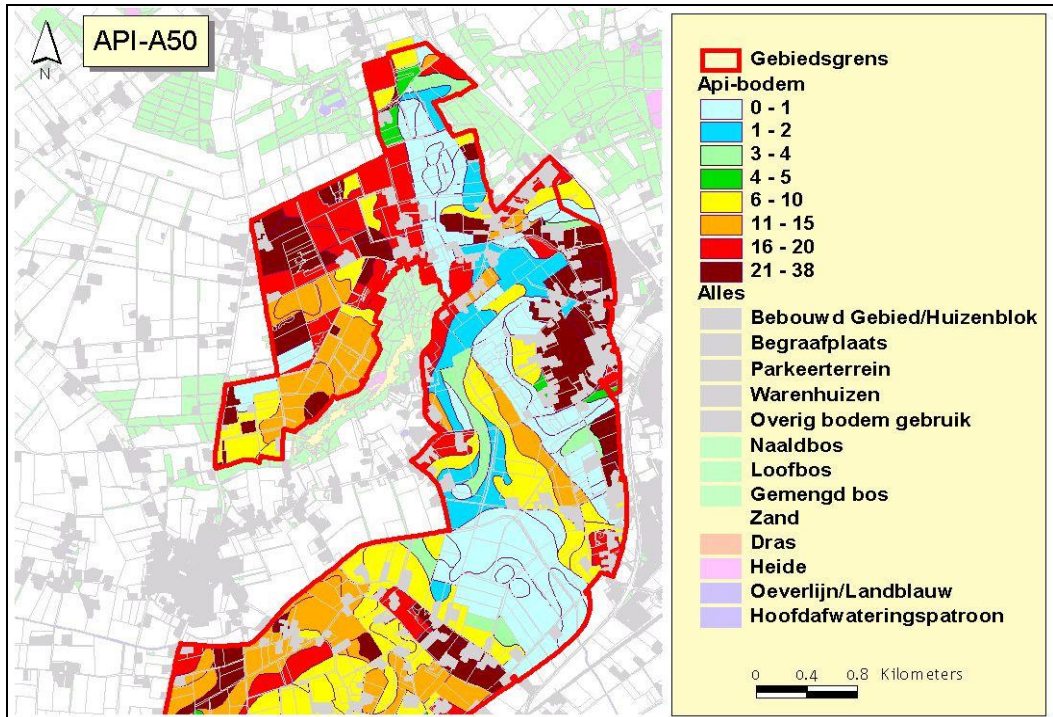 API-A50
N
Gebiedsgrens
Api-bodem
0 - 1
1 - 2
3 - 4
4 - 5
6 - 10
11 - 15
16 - 20
21 - 38
Alles
Bebouwd Gebied/Huizenblok
Begraafplaats
Parkeerterrein
Warenhuizen
Overig bodem gebruik
Naaldbos
Loofbos
Gemengd bos
Zand
Dras
Heide
Oeverlijn/Landblauw
Hoofdafwateringspatroon
0 0.4 0.8 Kilometers